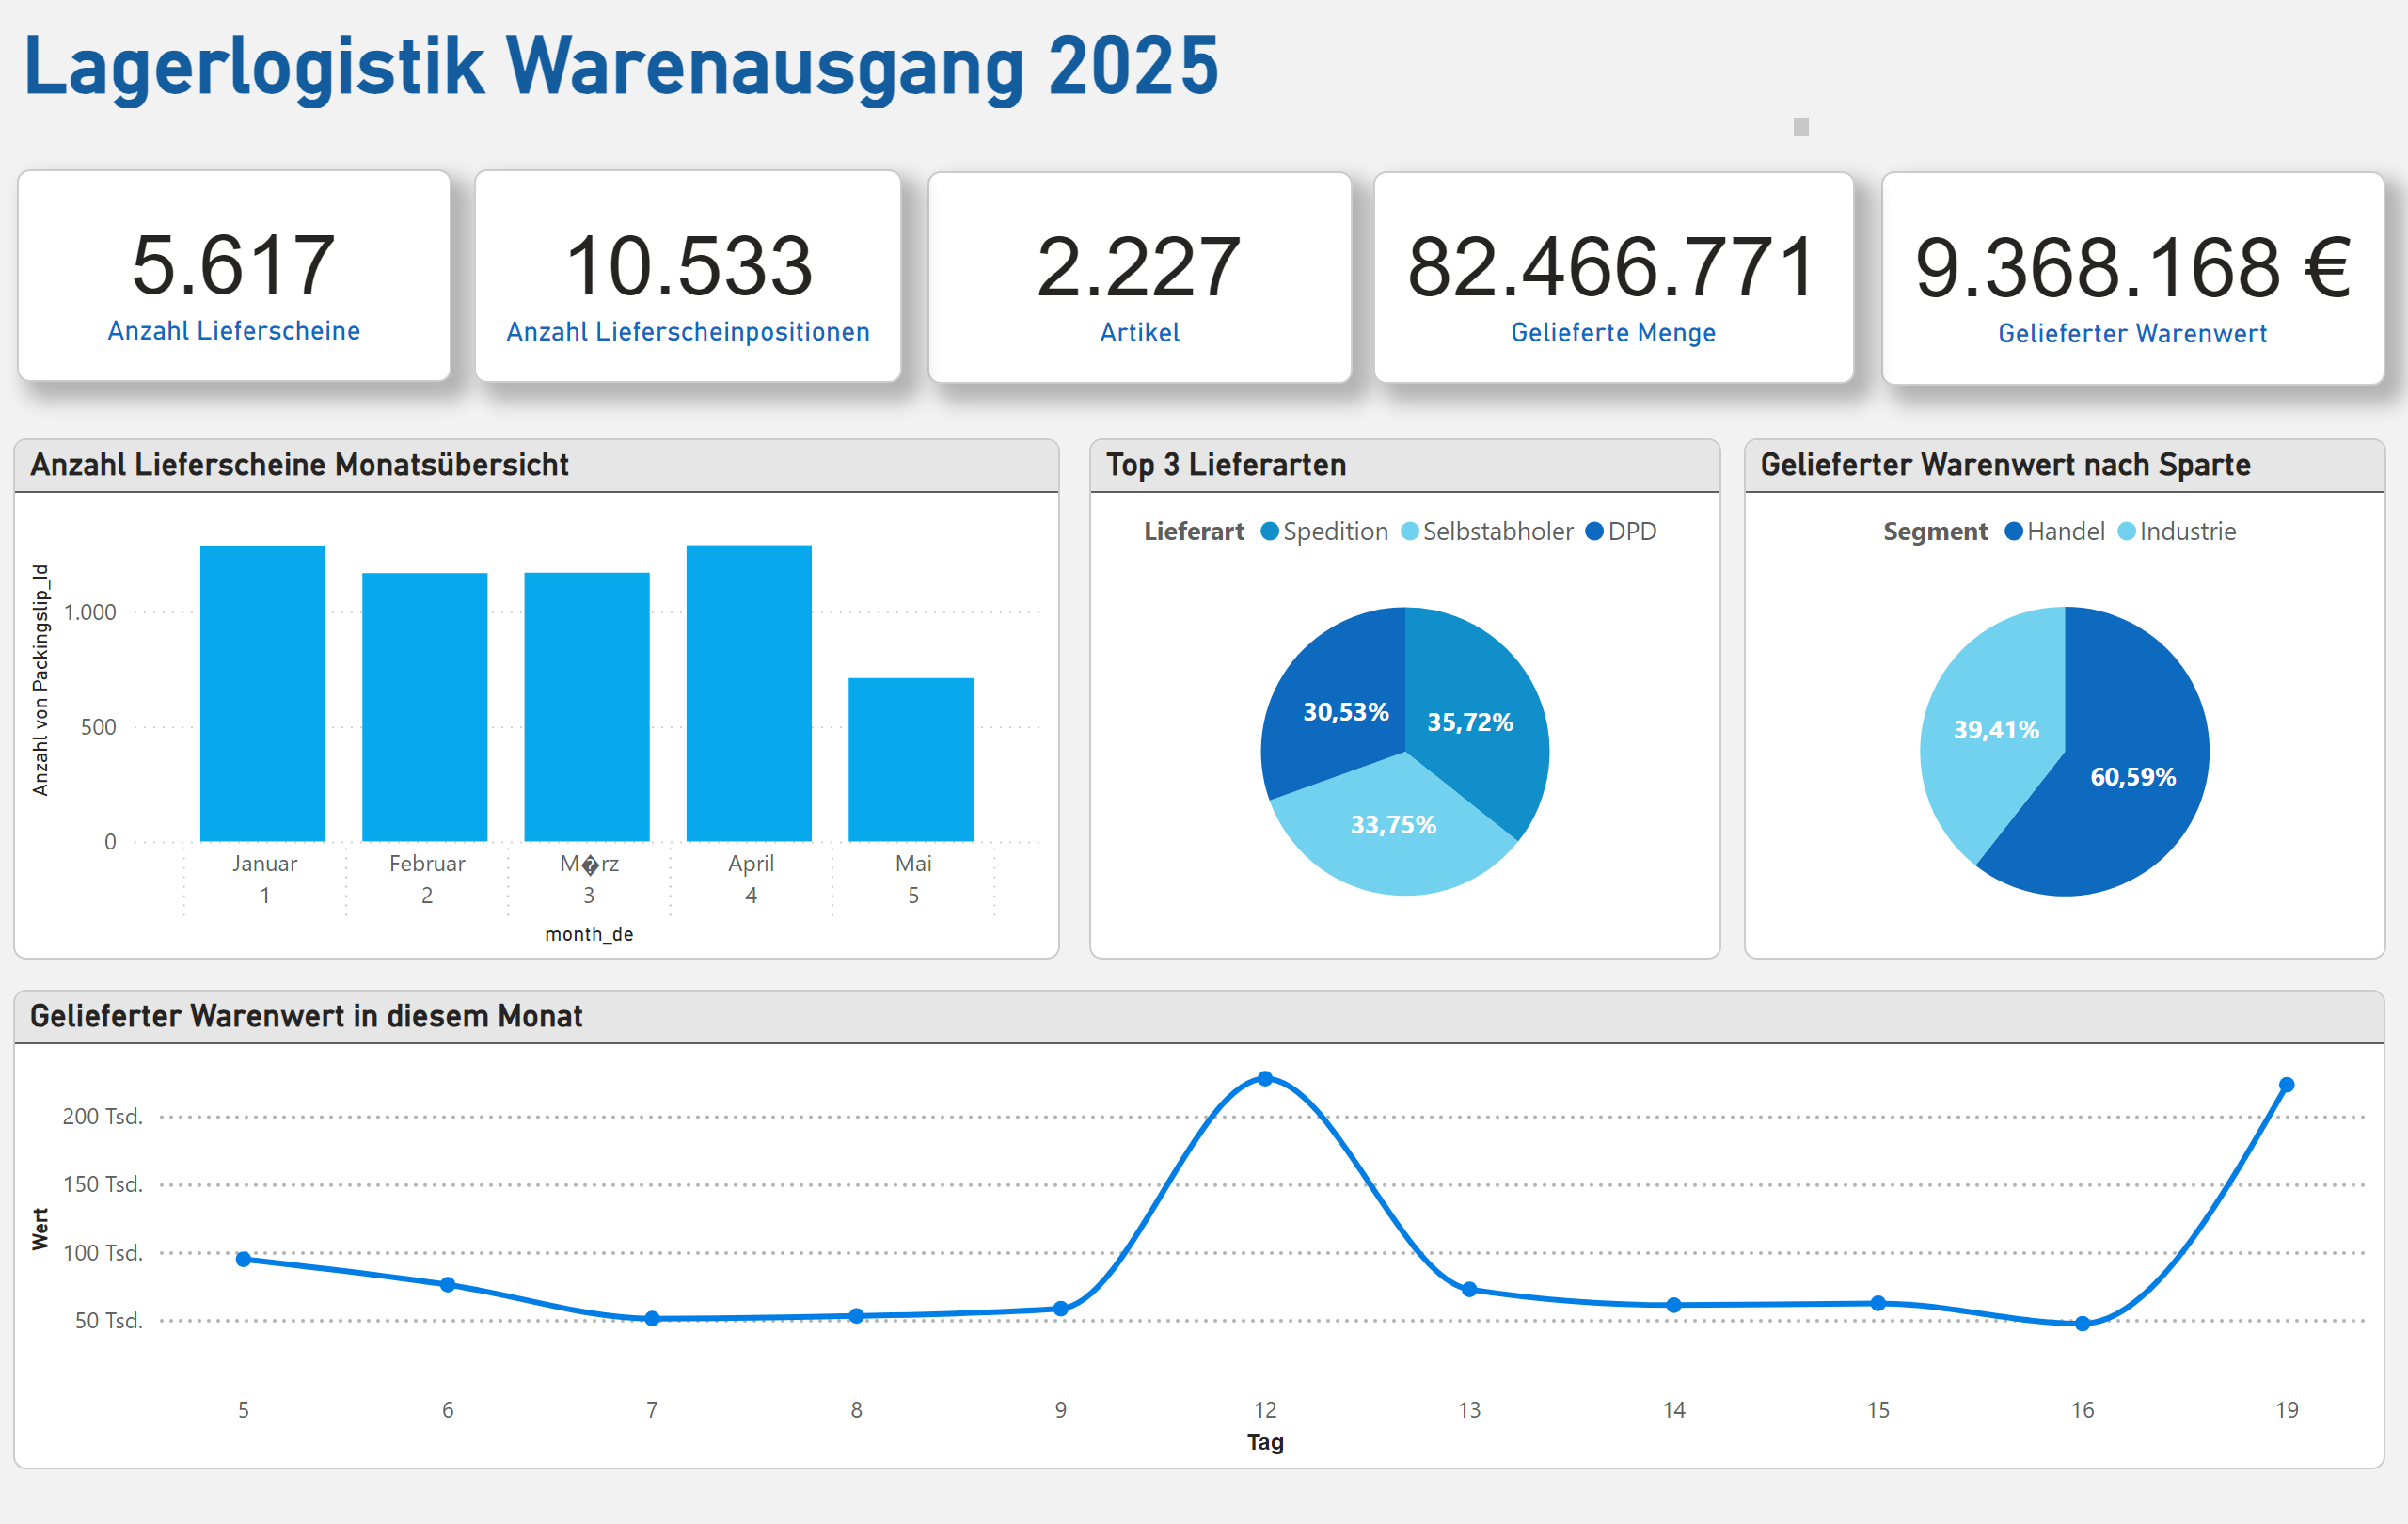 Lagerlogistik Warenausgang 2025
5.617
Anzahl Lieferscheine
10.533
Anzahl Lieferscheinpositionen
2.227
Artikel
82.466.771
Gelieferte Menge
9.368.168 €
Gelieferter Warenwert
Anzahl Lieferscheine Monatsübersicht
Anzahl von Packingslip_Id
1.000
500
0
Januar Februar M�rz April Mai
1 2 3 4 5
month_de
Top 3 Lieferarten
Lieferart Spedition Selbstabholer DPD
30,53% 35,72%
33,75%
Gelieferter Warenwert nach Sparte
Segment Handel Industrie
39,41%
60,59%
Gelieferter Warenwert in diesem Monat
Wert
200 Tsd.
150 Tsd.
100 Tsd.
50 Tsd.
5 6 7 8 9 12 13 14 15 16 19
Tag